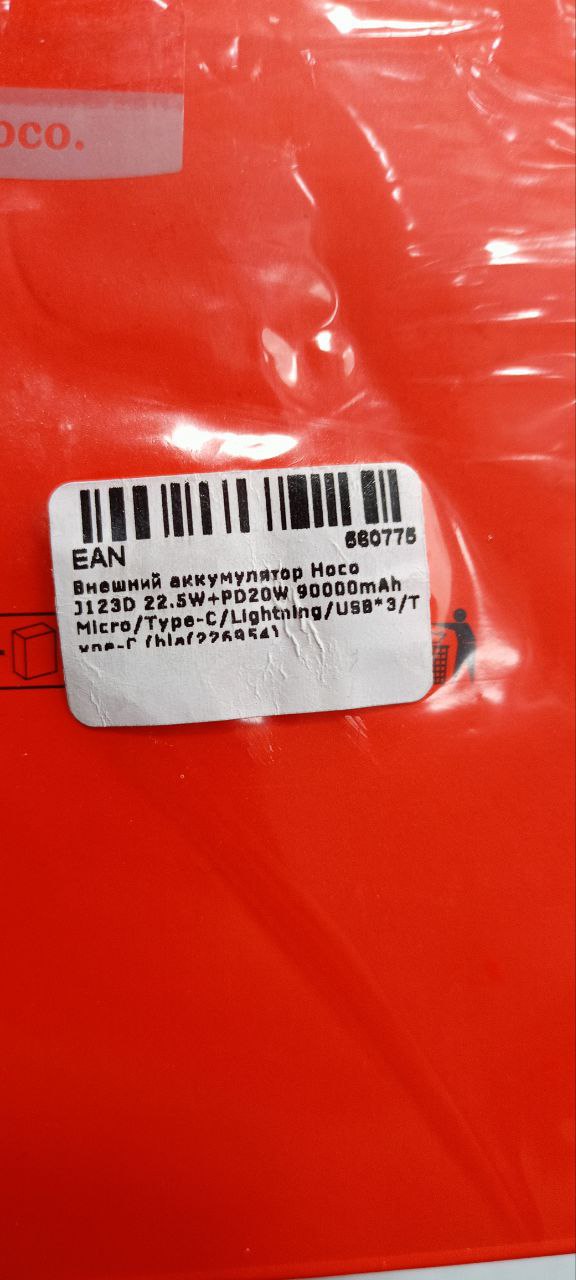 oco.
EAN
660775
Внешний аккумулятор Hoco
J123D 22.5W+PD20W 90000mAh
Micro/Type-C/Lightning/USB*3/T